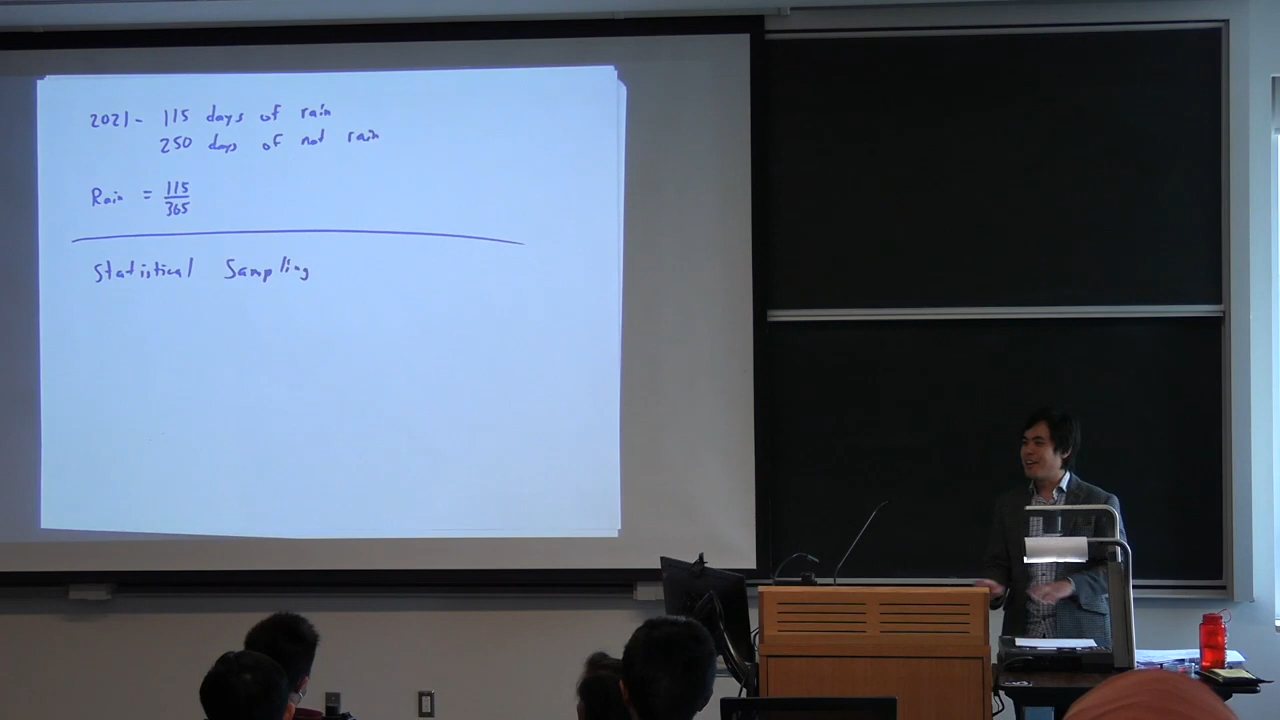 2021 - 115 days of rain
250 days of not rain
Rain = 115/365
Statistical Sampling